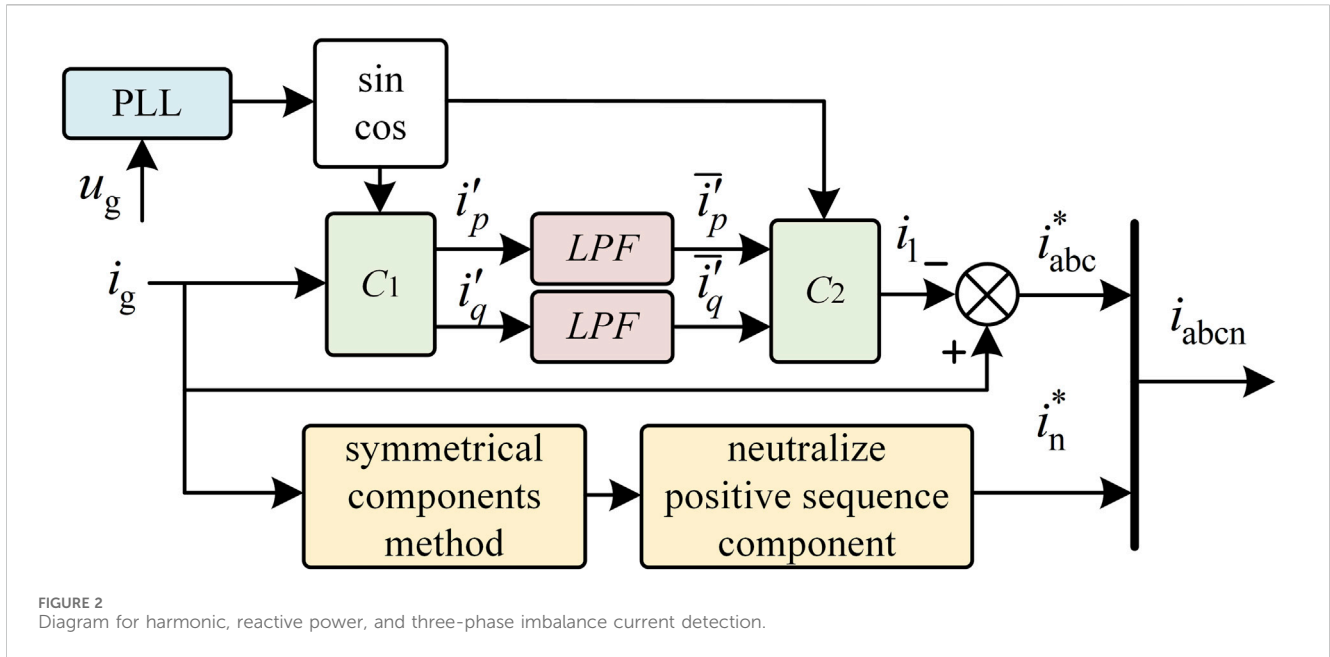 PLL
sin
cos
u_g
i_g
C1
i'_p
i'_q
LPF
LPF
i̅'_p
i̅'_q
C2
i_1
−
+
i*_abc
i*_n
i_abcn
symmetrical
components
method
neutralize
positive sequence
component
FIGURE 2
Diagram for harmonic, reactive power, and three-phase imbalance current detection.